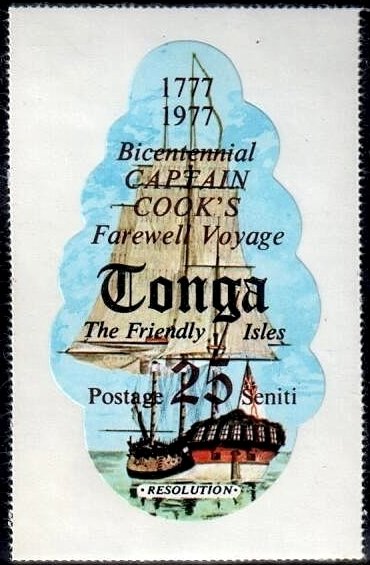 1777
1977
Bicentennial
CAPTAIN
COOK'S
Farewell Voyage
Tonga
The Friendly Isles
Postage 25 Seniti
• RESOLUTION •